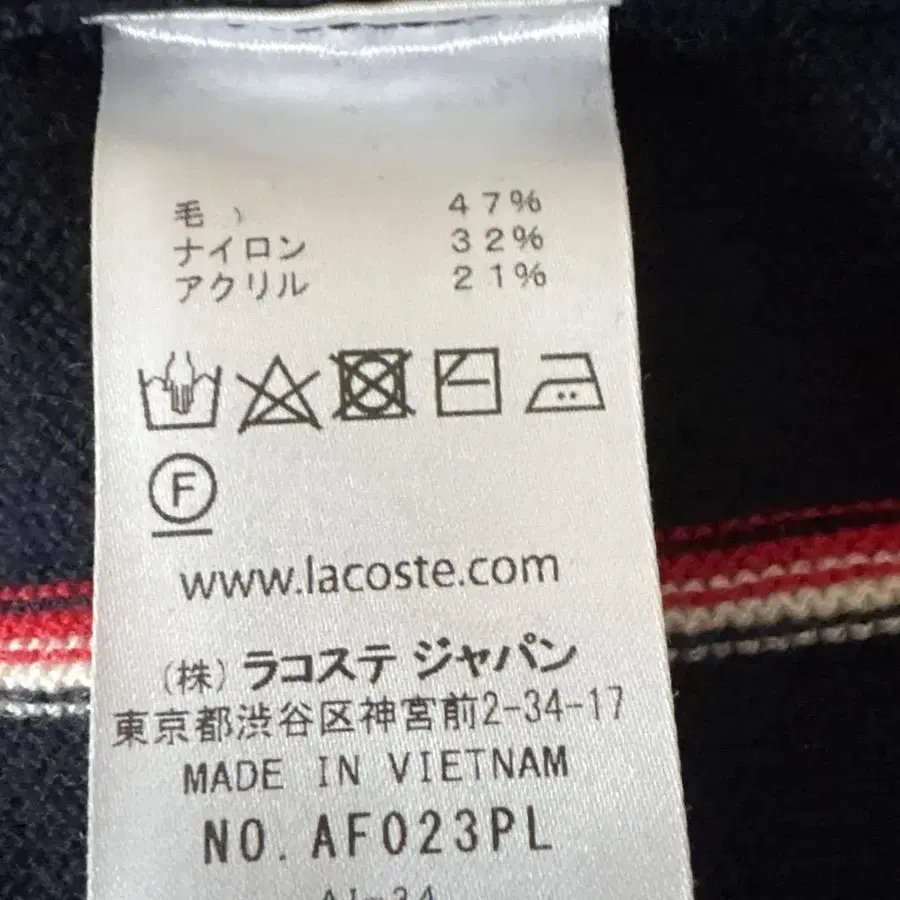 毛 47%
ナイロン 32%
アクリル 21%
F
www.lacoste.com
(株)ラコステ ジャパン
東京都渋谷区神宮前2-34-17
MADE IN VIETNAM
NO. AF023PL